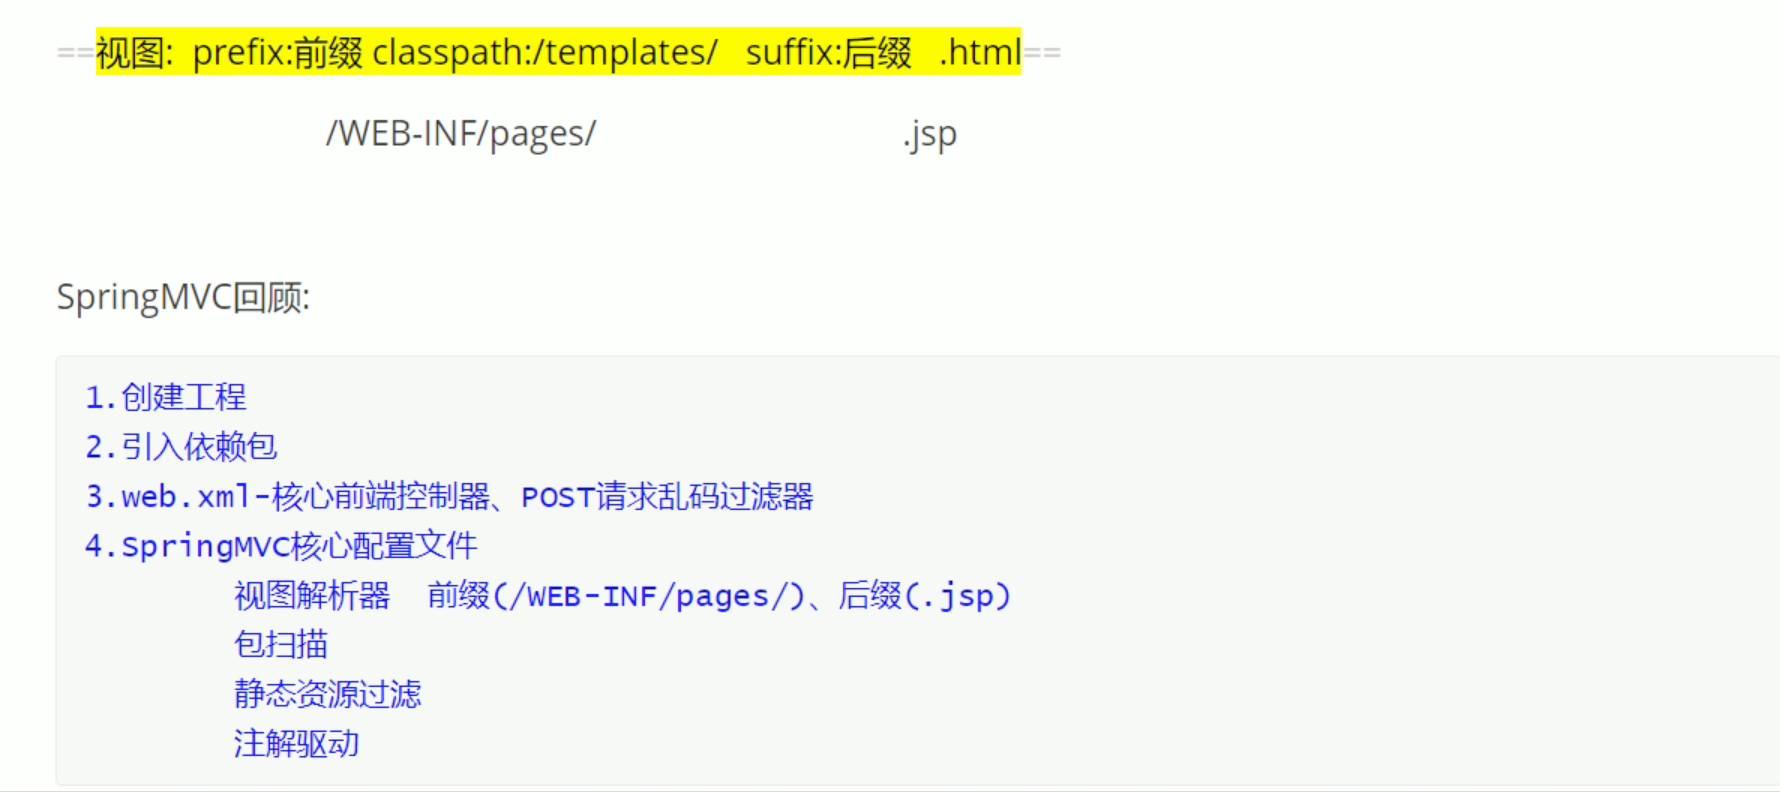 ==视图: prefix:前缀 classpath:/templates/ suffix:后缀 .html==
/WEB-INF/pages/ .jsp
SpringMVC回顾:
1.创建工程
2.引入依赖包
3.web.xml-核心前端控制器、POST请求乱码过滤器
4.SpringMVC核心配置文件
视图解析器 前缀(/WEB-INF/pages/)、后缀(.jsp)
包扫描
静态资源过滤
注解驱动